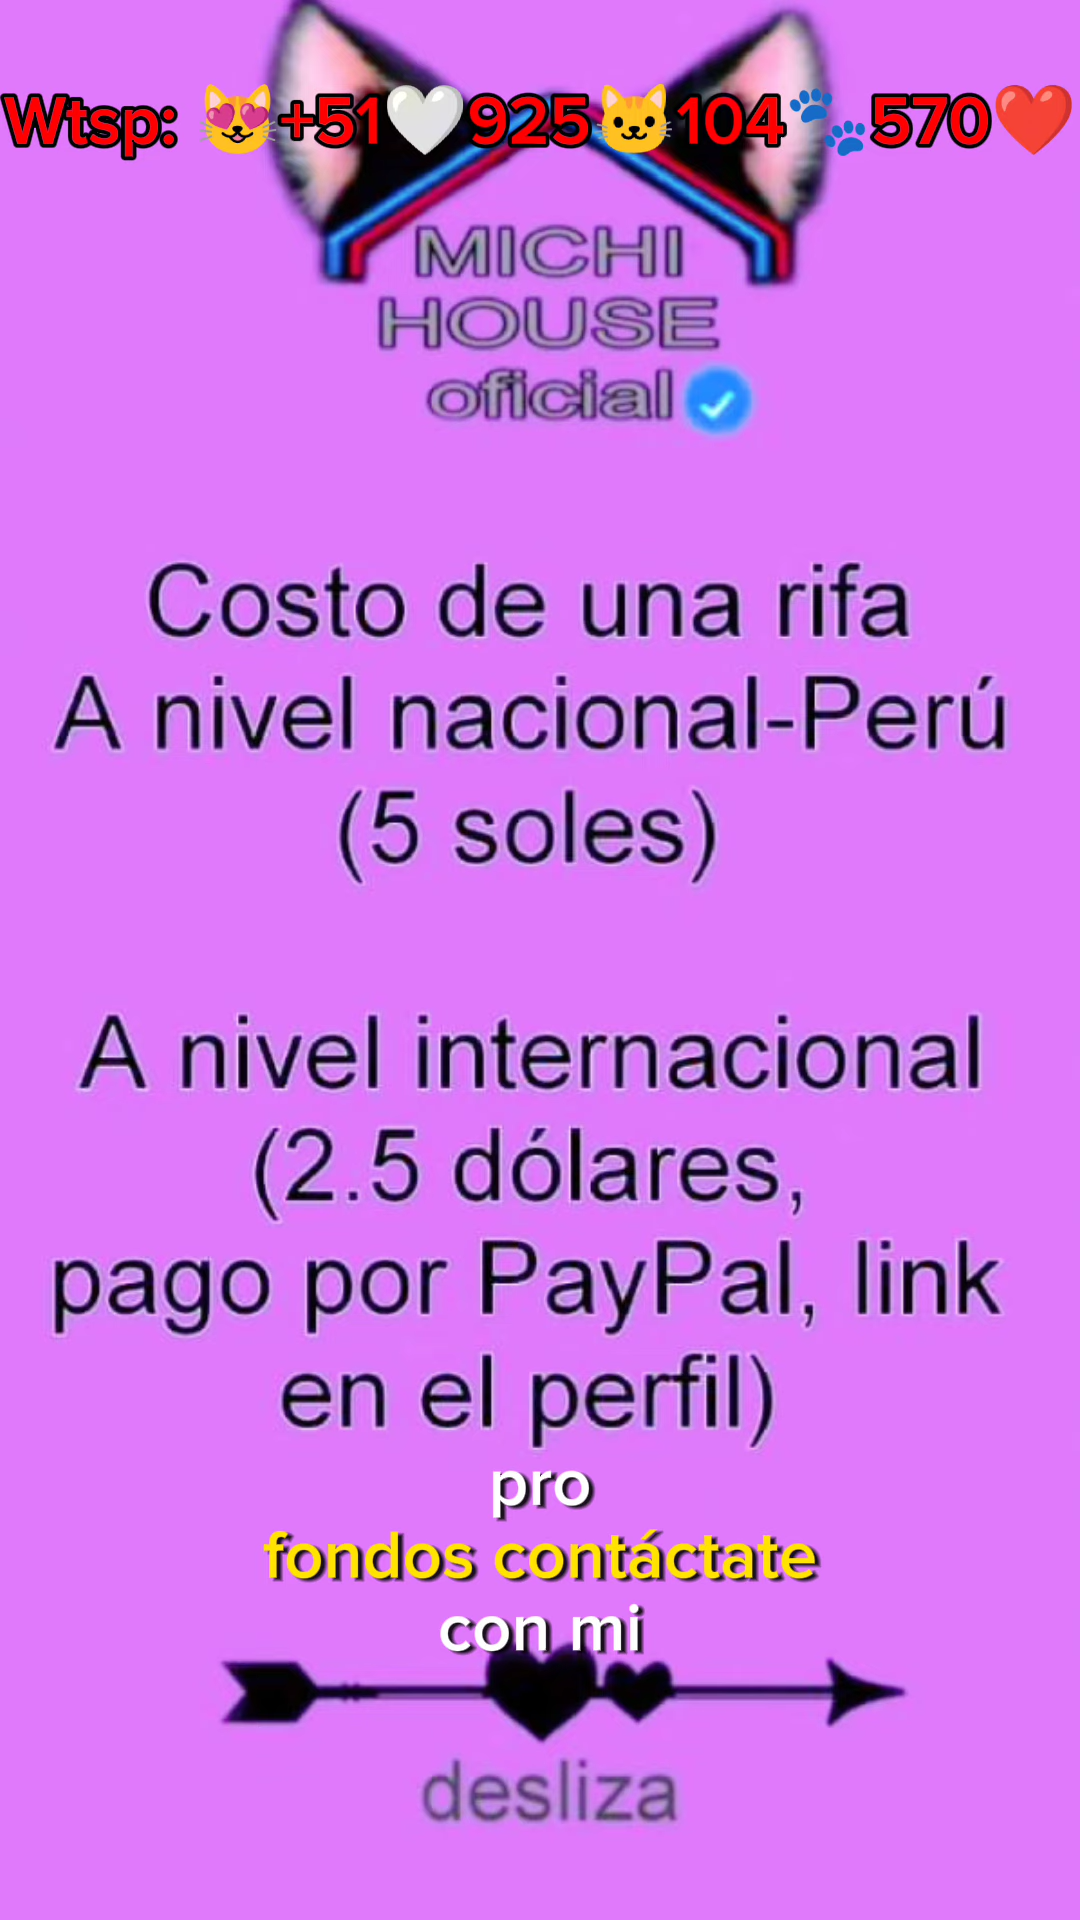 Wtsp: 😻+51🤍925🐱104🐾570❤️
MICHI
HOUSE
oficial
Costo de una rifa
A nivel nacional-Perú
(5 soles)
A nivel internacional
(2.5 dólares,
pago por PayPal, link
en el perfil)
pro
fondos contáctate
con mi
desliza